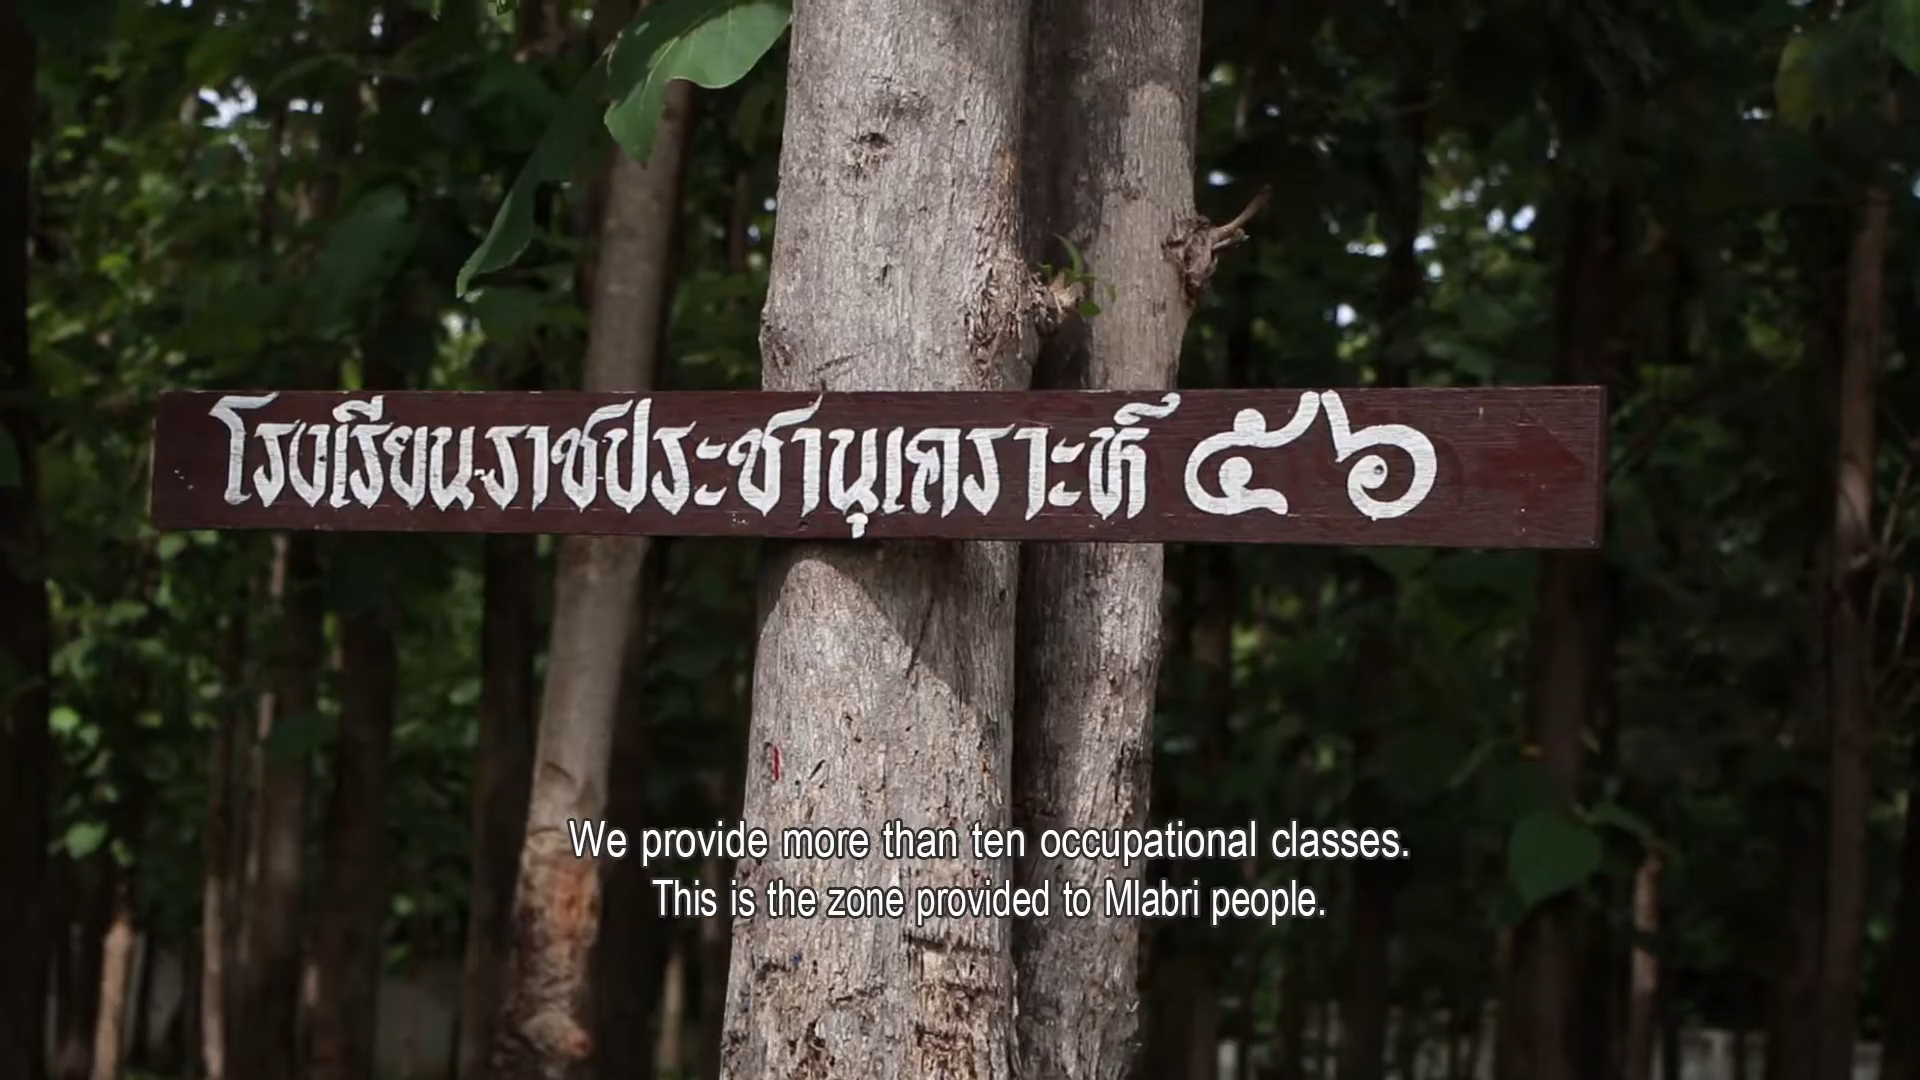 โรงเรียนราชประชานุเคราะห์ ๕๖
We provide more than ten occupational classes.
This is the zone provided to Mlabri people.